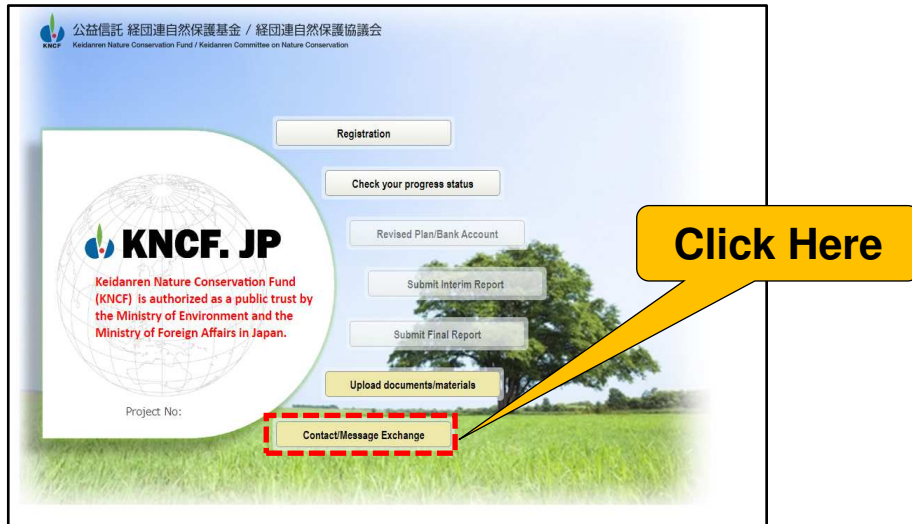 公益信託 経団連自然保護基金 / 経団連自然保護協議会
KNCF
Keidanren Nature Conservation Fund / Keidanren Committee on Nature Conservation
Registration
Check your progress status
Revised Plan/Bank Account
Click Here
KNCF. JP
Submit Interim Report
Keidanren Nature Conservation Fund
(KNCF) is authorized as a public trust by
the Ministry of Environment and the
Ministry of Foreign Affairs in Japan.
Submit Final Report
Upload documents/materials
Project No:
Contact/Message Exchange